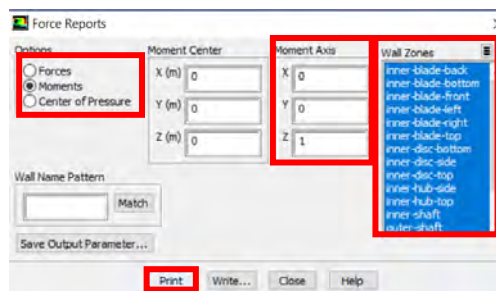 Force Reports
Options
Forces
Moments
Center of Pressure
Moment Center
X (m) 0
Y (m) 0
Z (m) 0
Moment Axis
X 0
Y 0
Z 1
Wall Zones
inner-blade-back
inner-blade-bottom
inner-blade-front
inner-blade-left
inner-blade-right
inner-blade-top
inner-disc-bottom
inner-disc-side
inner-disc-top
inner-hub-side
inner-hub-top
inner-shaft
outer-shaft
Wall Name Pattern
Match
Save Output Parameter...
Print Write... Close Help